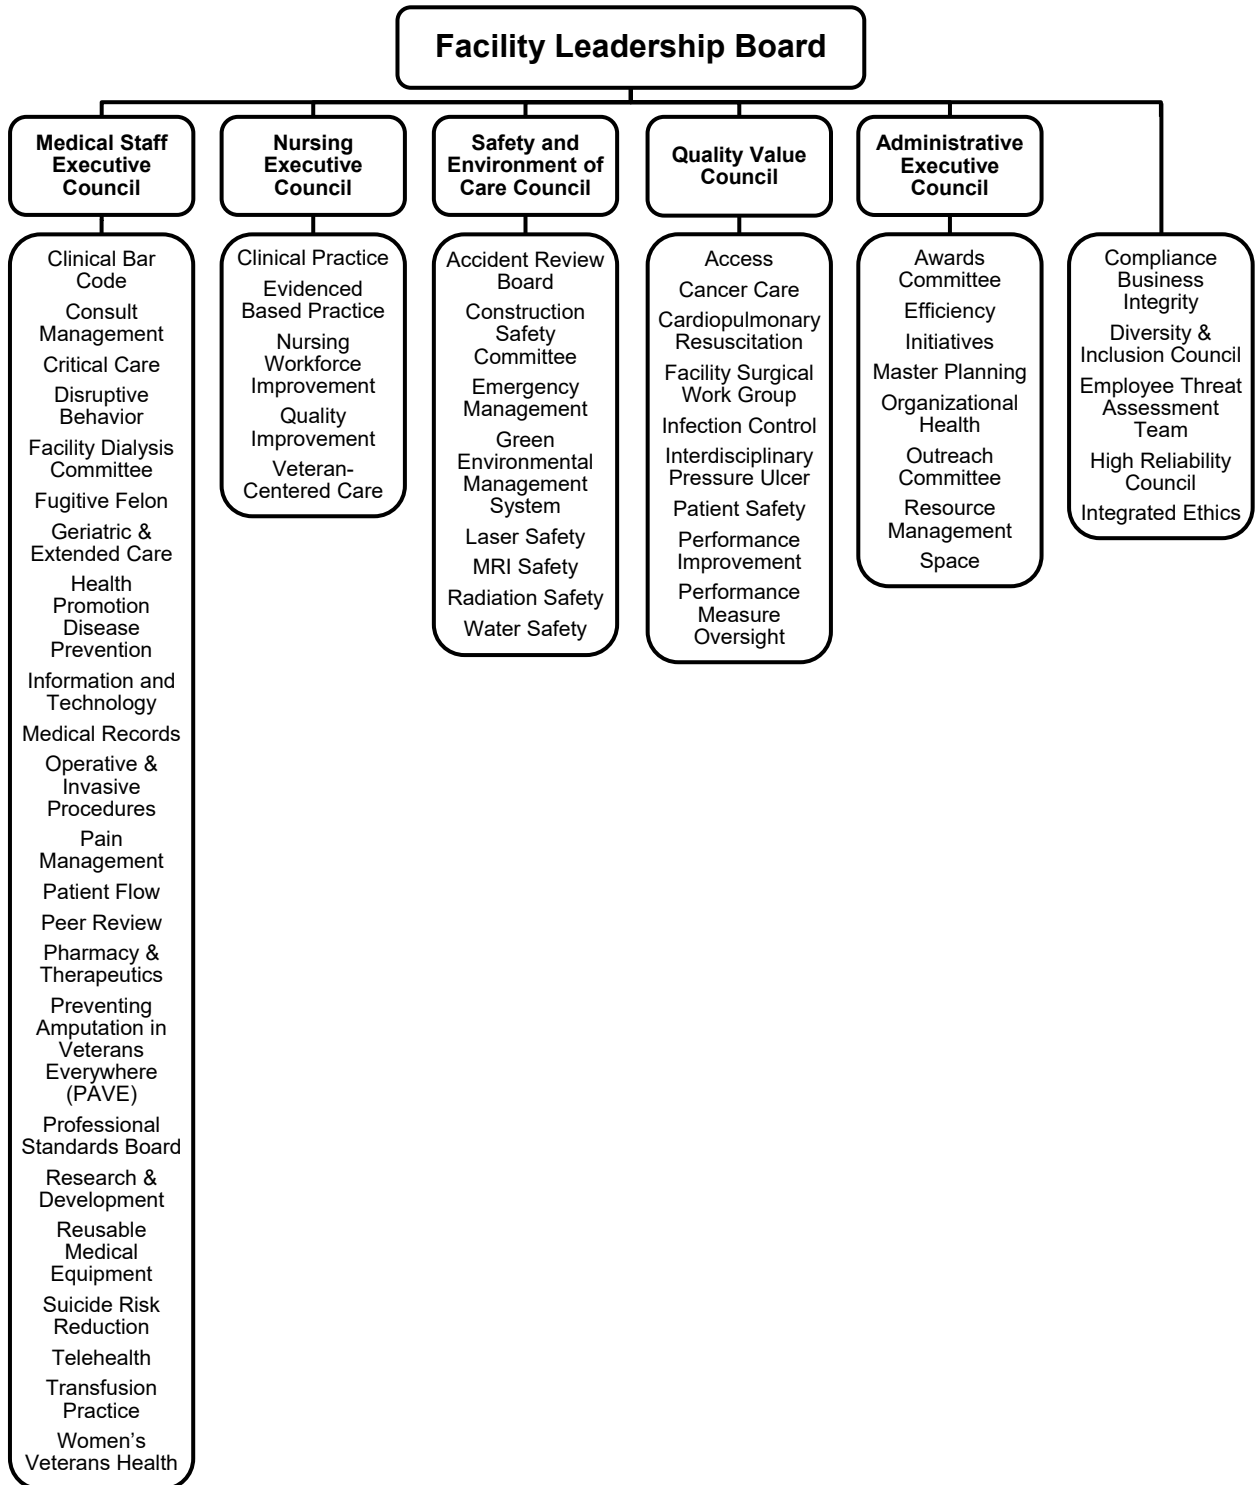 Facility Leadership Board
Medical Staff
Executive
Council
Clinical Bar
Code
Consult
Management
Critical Care
Disruptive
Behavior
Facility Dialysis
Committee
Fugitive Felon
Geriatric &
Extended Care
Health
Promotion
Disease
Prevention
Information and
Technology
Medical Records
Operative &
Invasive
Procedures
Pain
Management
Patient Flow
Peer Review
Pharmacy &
Therapeutics
Preventing
Amputation in
Veterans
Everywhere
(PAVE)
Professional
Standards Board
Research &
Development
Reusable
Medical
Equipment
Suicide Risk
Reduction
Telehealth
Transfusion
Practice
Women’s
Veterans Health
Nursing
Executive
Council
Clinical Practice
Evidenced
Based Practice
Nursing
Workforce
Improvement
Quality
Improvement
Veteran-
Centered Care
Safety and
Environment of
Care Council
Accident Review
Board
Construction
Safety
Committee
Emergency
Management
Green
Environmental
Management
System
Laser Safety
MRI Safety
Radiation Safety
Water Safety
Quality Value
Council
Access
Cancer Care
Cardiopulmonary
Resuscitation
Facility Surgical
Work Group
Infection Control
Interdisciplinary
Pressure Ulcer
Patient Safety
Performance
Improvement
Performance
Measure
Oversight
Administrative
Executive
Council
Awards
Committee
Efficiency
Initiatives
Master Planning
Organizational
Health
Outreach
Committee
Resource
Management
Space
Compliance
Business
Integrity
Diversity &
Inclusion Council
Employee Threat
Assessment
Team
High Reliability
Council
Integrated Ethics